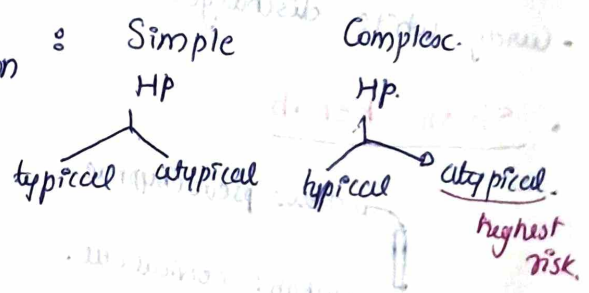 n : Simple Complex.
HP HP.
typical atypical typical atypical.
highest
risk.